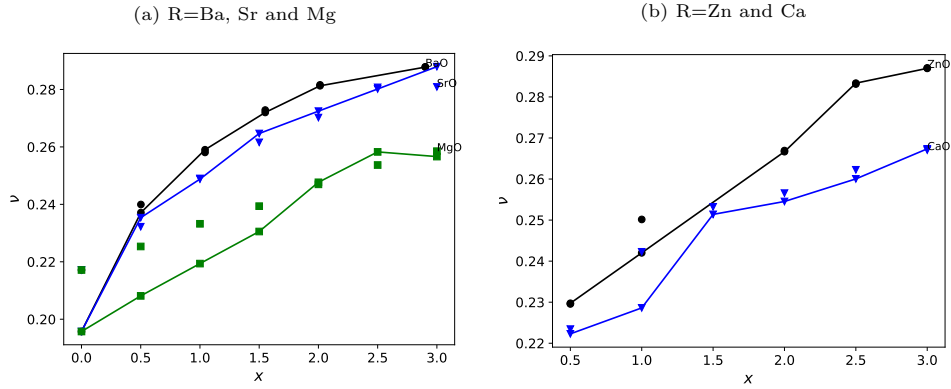 (a) R=Ba, Sr and Mg
BaO
SrO
MgO
0.28
0.26
0.24
0.22
0.20
ν
0.0 0.5 1.0 1.5 2.0 2.5 3.0
x
(b) R=Zn and Ca
ZnO
CaO
0.29
0.28
0.27
0.26
0.25
0.24
0.23
0.22
ν
0.5 1.0 1.5 2.0 2.5 3.0
x